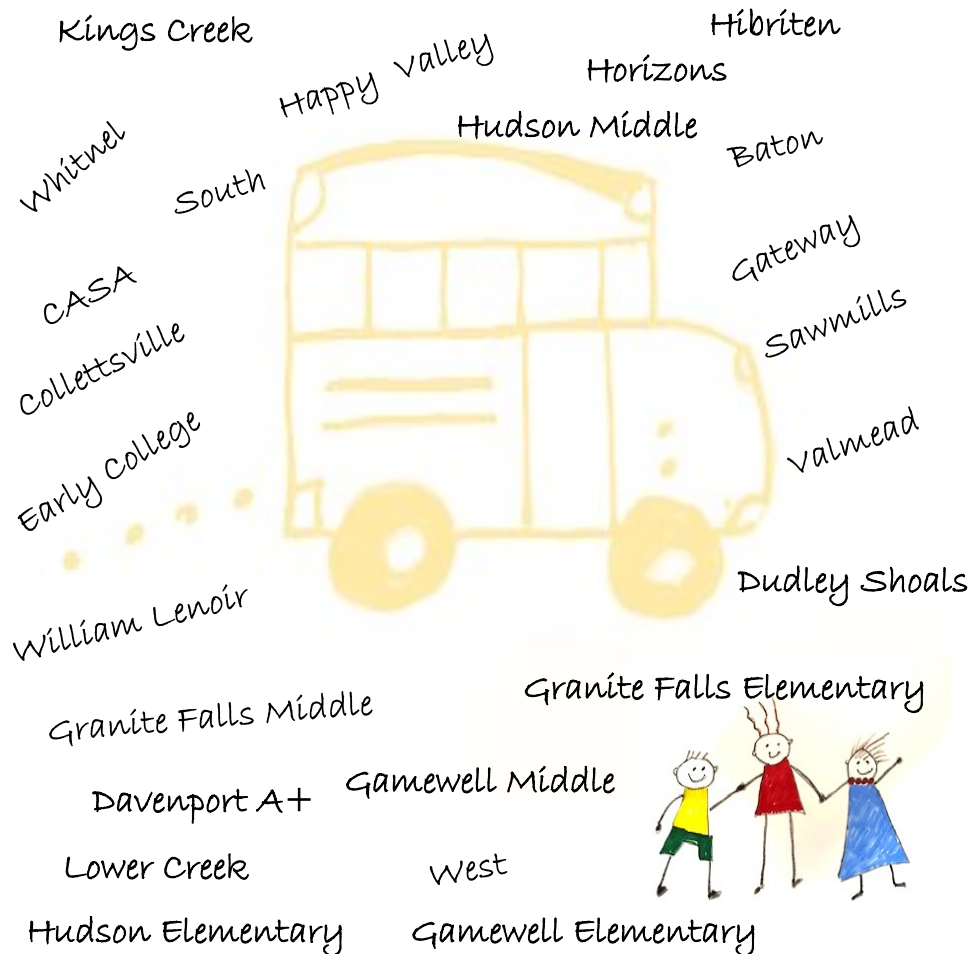 Kings Creek
Hibriten
Happy Valley
Horizons
Hudson Middle
Whitnel
South
Baton
Gateway
CASA
Sawmills
Collettsville
Early College
Valmead
Dudley Shoals
William Lenoir
Granite Falls Elementary
Granite Falls Middle
Gamewell Middle
Davenport A+
Lower Creek
West
Hudson Elementary
Gamewell Elementary